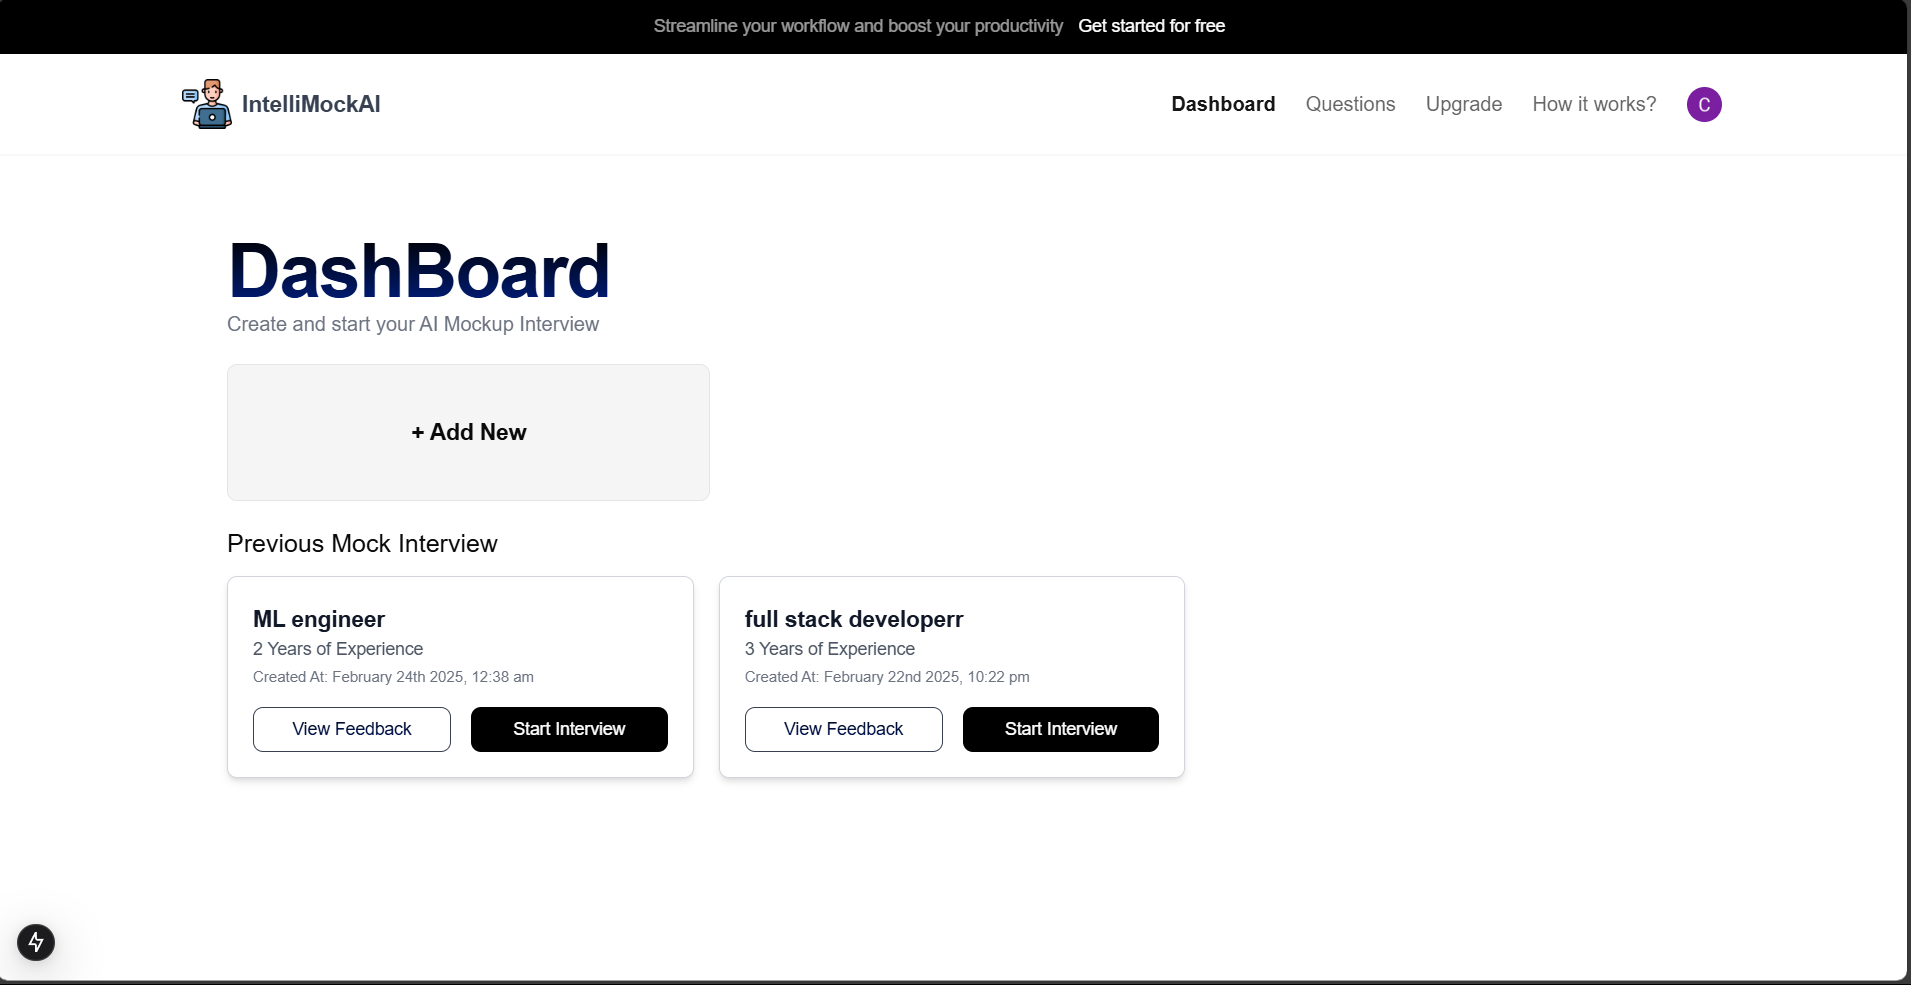 Streamline your workflow and boost your productivity Get started for free
IntelliMockAI
Dashboard Questions Upgrade How it works? C
DashBoard
Create and start your AI Mockup Interview
+ Add New
Previous Mock Interview
ML engineer
2 Years of Experience
Created At: February 24th 2025, 12:38 am
View Feedback Start Interview
full stack developerr
3 Years of Experience
Created At: February 22nd 2025, 10:22 pm
View Feedback Start Interview